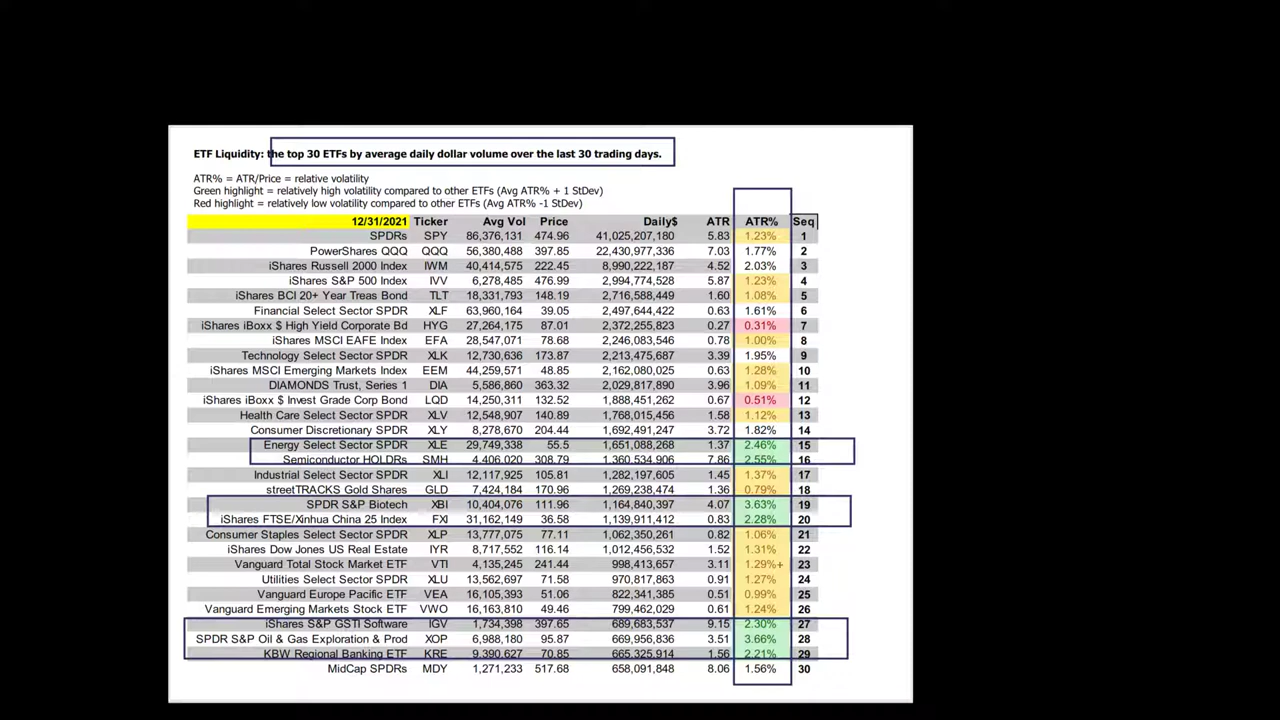 ETF Liquidity: the top 30 ETFs by average daily dollar volume over the last 30 trading days.
ATR% = ATR/Price = relative volatility
Green highlight = relatively high volatility compared to other ETFs (Avg ATR% + 1 StDev)
Red highlight = relatively low volatility compared to other ETFs (Avg ATR% -1 StDev)
12/31/2021 Ticker Avg Vol Price Daily$ ATR ATR% Seq
SPDRs SPY 86,376,131 474.96 41,025,207,180 5.83 1.23% 1
PowerShares QQQ QQQ 56,380,488 397.85 22,430,977,336 7.03 1.77% 2
iShares Russell 2000 Index IWM 40,414,575 222.45 8,990,222,187 4.52 2.03% 3
iShares S&P 500 Index IVV 6,278,485 476.99 2,994,774,528 5.87 1.23% 4
iShares BCI 20+ Year Treas Bond TLT 18,331,793 148.19 2,716,588,449 1.60 1.08% 5
Financial Select Sector SPDR XLF 63,960,164 39.05 2,497,644,422 0.63 1.61% 6
iShares iBoxx $ High Yield Corporate Bd HYG 27,264,175 87.01 2,372,255,823 0.27 0.31% 7
iShares MSCI EAFE Index EFA 28,547,071 78.68 2,246,083,546 0.78 1.00% 8
Technology Select Sector SPDR XLK 12,730,636 173.87 2,213,475,687 3.39 1.95% 9
iShares MSCI Emerging Markets Index EEM 44,259,571 48.85 2,162,080,025 0.63 1.28% 10
DIAMONDS Trust, Series 1 DIA 5,586,860 363.32 2,029,817,890 3.96 1.09% 11
iShares iBoxx $ Invest Grade Corp Bond LQD 14,250,311 132.52 1,888,451,262 0.67 0.51% 12
Health Care Select Sector SPDR XLV 12,548,907 140.89 1,768,015,456 1.58 1.12% 13
Consumer Discretionary SPDR XLY 8,278,670 204.44 1,692,491,247 3.72 1.82% 14
Energy Select Sector SPDR XLE 29,749,338 55.5 1,651,088,268 1.37 2.46% 15
Semiconductor HOLDRs SMH 4,406,020 308.79 1,360,534,906 7.86 2.55% 16
Industrial Select Sector SPDR XLI 12,117,925 105.81 1,282,197,605 1.45 1.37% 17
streetTRACKS Gold Shares GLD 7,424,184 170.96 1,269,238,474 1.36 0.79% 18
SPDR S&P Biotech XBI 10,404,076 111.96 1,164,840,397 4.07 3.63% 19
iShares FTSE/Xinhua China 25 Index FXI 31,162,149 36.58 1,139,911,412 0.83 2.28% 20
Consumer Staples Select Sector SPDR XLP 13,777,075 77.11 1,062,350,261 0.82 1.06% 21
iShares Dow Jones US Real Estate IYR 8,717,552 116.14 1,012,456,532 1.52 1.31% 22
Vanguard Total Stock Market ETF VTI 4,135,245 241.44 998,413,657 3.11 1.29%+ 23
Utilities Select Sector SPDR XLU 13,562,697 71.58 970,817,863 0.91 1.27% 24
Vanguard Europe Pacific ETF VEA 16,105,393 51.06 822,341,385 0.51 0.99% 25
Vanguard Emerging Markets Stock ETF VWO 16,163,810 49.46 799,462,029 0.61 1.24% 26
iShares S&P GSTI Software IGV 1,734,398 397.65 689,683,537 9.15 2.30% 27
SPDR S&P Oil & Gas Exploration & Prod XOP 6,988,180 95.87 669,956,836 3.51 3.66% 28
KBW Regional Banking ETF KRE 9,390,627 70.85 665,325,914 1.56 2.21% 29
MidCap SPDRs MDY 1,271,233 517.68 658,091,848 8.06 1.56% 30